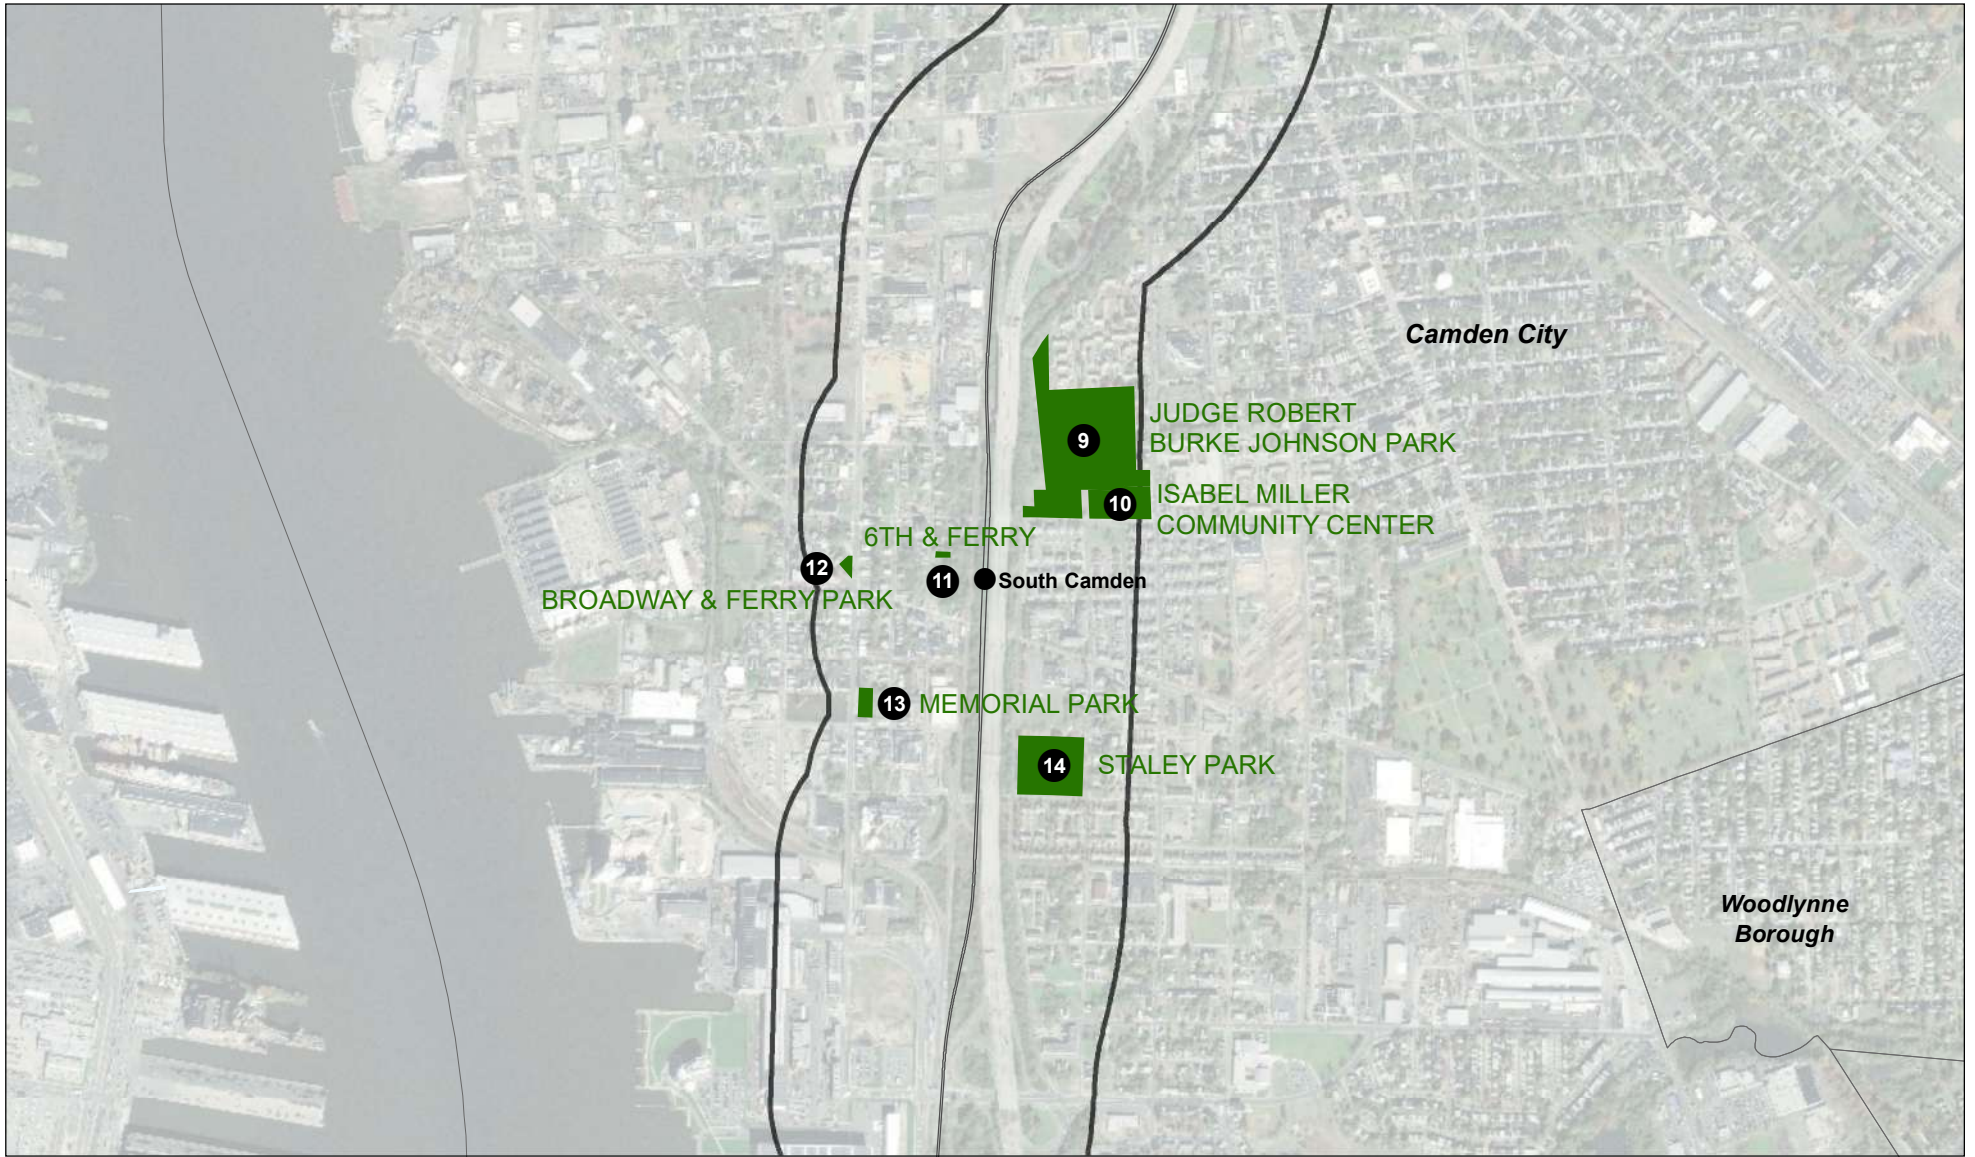 Camden City
JUDGE ROBERT
BURKE JOHNSON PARK
9
10
ISABEL MILLER
COMMUNITY CENTER
6TH & FERRY
12
11
South Camden
BROADWAY & FERRY PARK
13
MEMORIAL PARK
14
STALEY PARK
Woodlynne
Borough